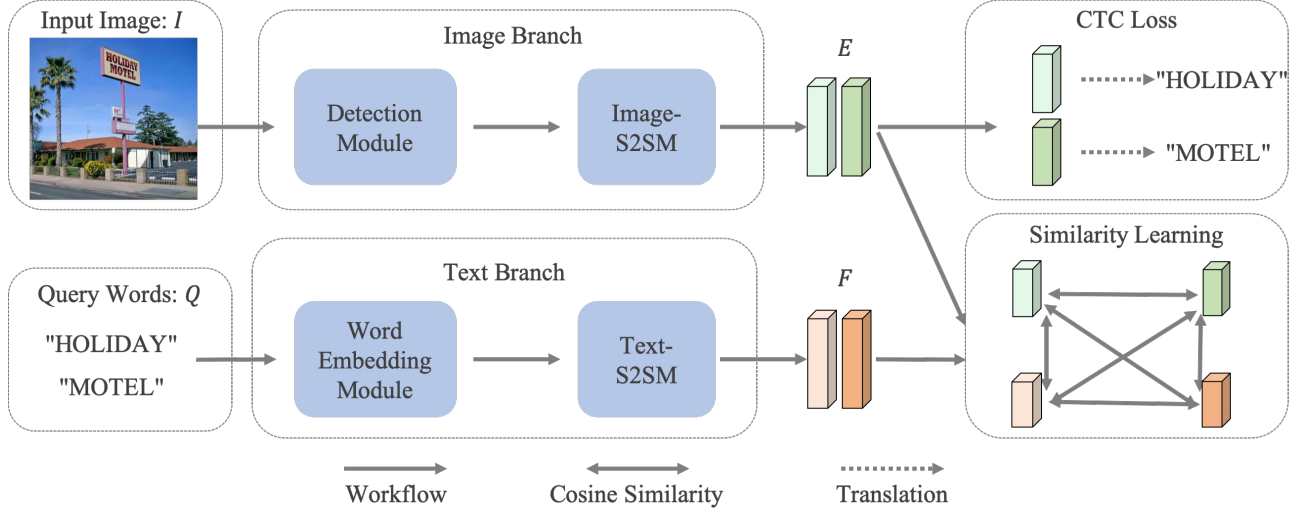 Input Image: I
HOLIDAY
MOTEL
Image Branch
Detection
Module
Image-
S2SM
E
CTC Loss
"HOLIDAY"
"MOTEL"
Query Words: Q
"HOLIDAY"
"MOTEL"
Text Branch
Word
Embedding
Module
Text-
S2SM
F
Similarity Learning
Workflow
Cosine Similarity
Translation